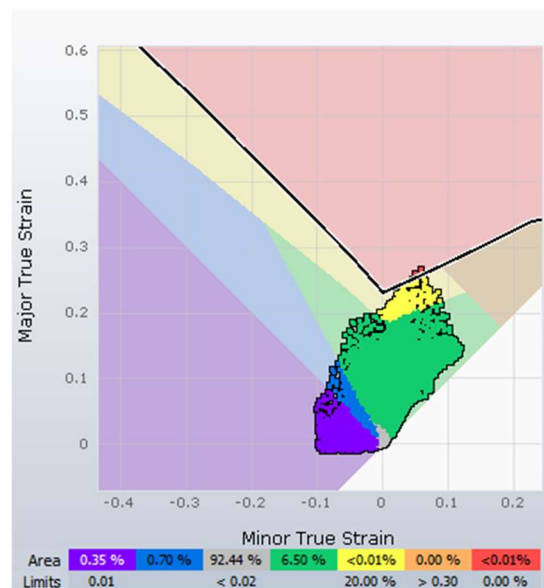 0.6
0.5
0.4
0.3
0.2
0.1
0
Major True Strain
-0.4 -0.3 -0.2 -0.1 0 0.1 0.2
Minor True Strain
Area 0.35 % 0.70 % 92.44 % 6.50 % <0.01% 0.00 % <0.01%
Limits 0.01 < 0.02 20.00 % > 0.30 0.00 %